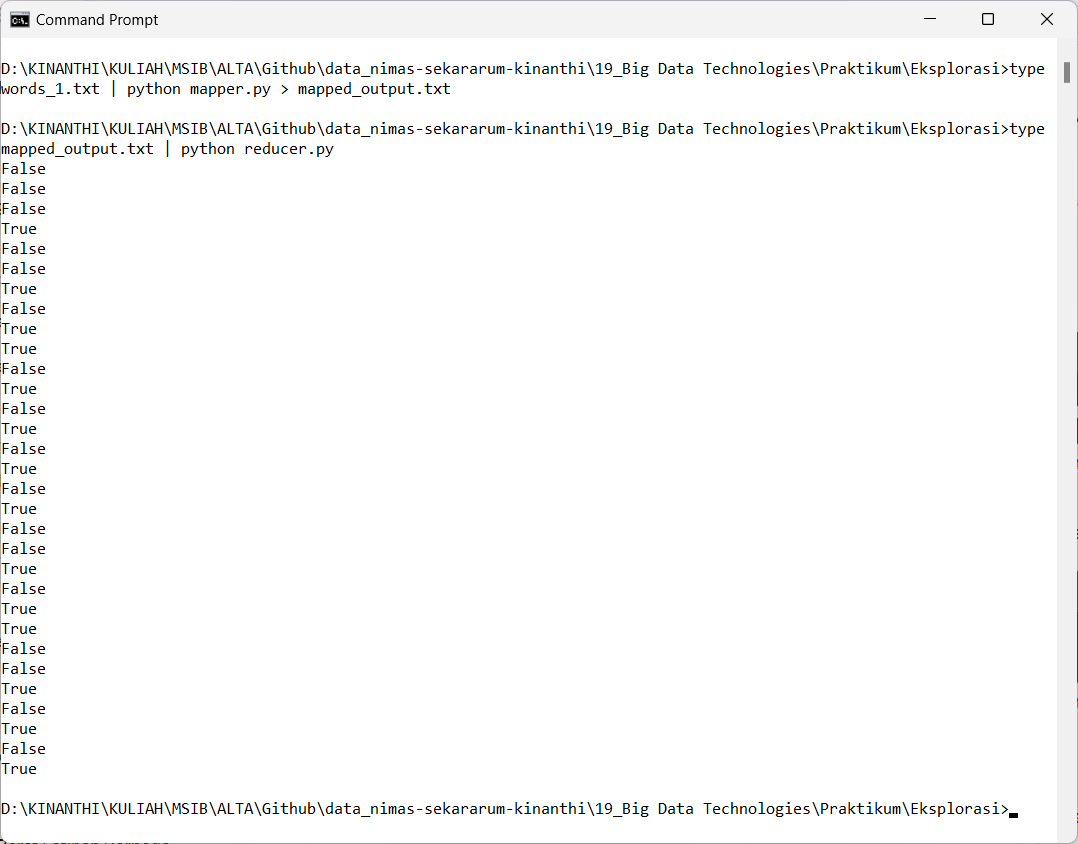 Command Prompt
D:\KINANTHI\KULIAH\MSIB\ALTA\Github\data_nimas-sekararum-kinanthi\19_Big Data Technologies\Praktikum\Eksplorasi>type
words_1.txt | python mapper.py > mapped_output.txt
D:\KINANTHI\KULIAH\MSIB\ALTA\Github\data_nimas-sekararum-kinanthi\19_Big Data Technologies\Praktikum\Eksplorasi>type
mapped_output.txt | python reducer.py
False
False
False
True
False
False
True
False
True
True
False
True
False
True
False
True
False
True
False
False
True
False
True
True
False
False
True
False
True
False
True
D:\KINANTHI\KULIAH\MSIB\ALTA\Github\data_nimas-sekararum-kinanthi\19_Big Data Technologies\Praktikum\Eksplorasi>